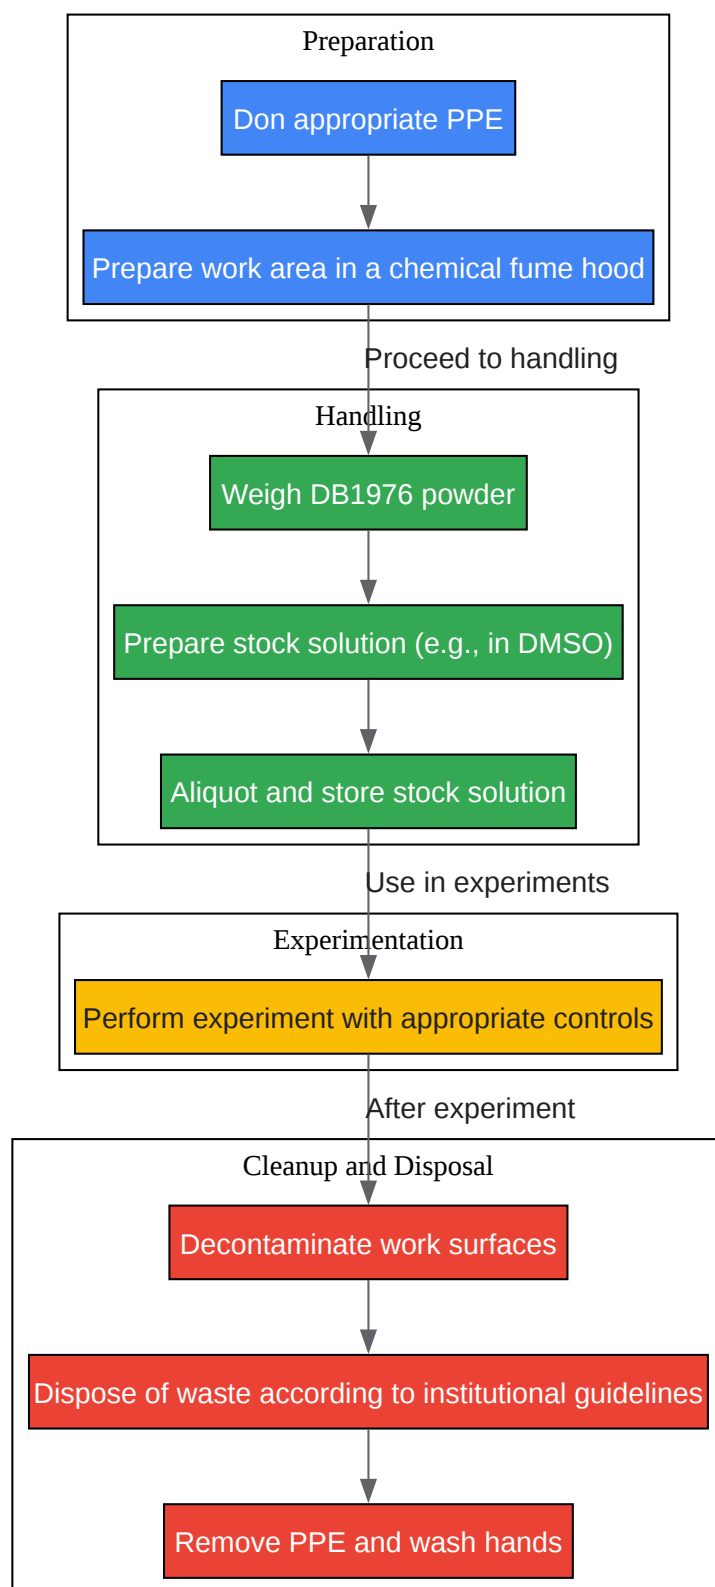 Preparation
Don appropriate PPE
Prepare work area in a chemical fume hood
Proceed to handling
Handling
Weigh DB1976 powder
Prepare stock solution (e.g., in DMSO)
Aliquot and store stock solution
Use in experiments
Experimentation
Perform experiment with appropriate controls
After experiment
Cleanup and Disposal
Decontaminate work surfaces
Dispose of waste according to institutional guidelines
Remove PPE and wash hands